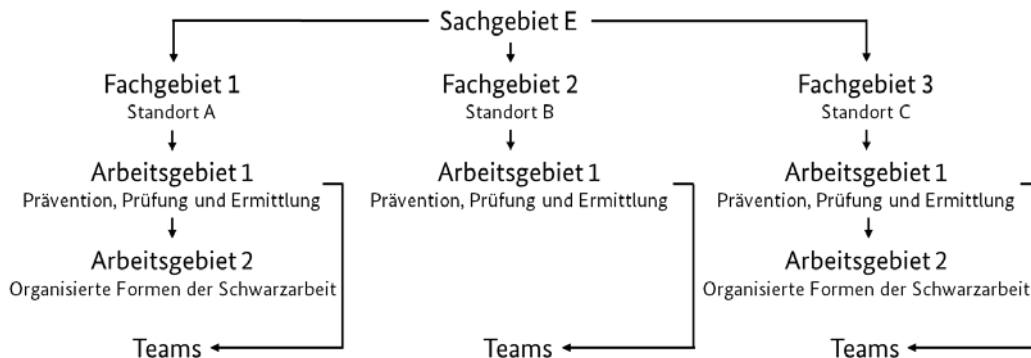 Sachgebiet E
Fachgebiet 1
Standort A
Fachgebiet 2
Standort B
Fachgebiet 3
Standort C
Arbeitsgebiet 1
Prävention, Prüfung und Ermittlung
Arbeitsgebiet 1
Prävention, Prüfung und Ermittlung
Arbeitsgebiet 1
Prävention, Prüfung und Ermittlung
Arbeitsgebiet 2
Organisierte Formen der Schwarzarbeit
Arbeitsgebiet 2
Organisierte Formen der Schwarzarbeit
Teams
Teams
Teams